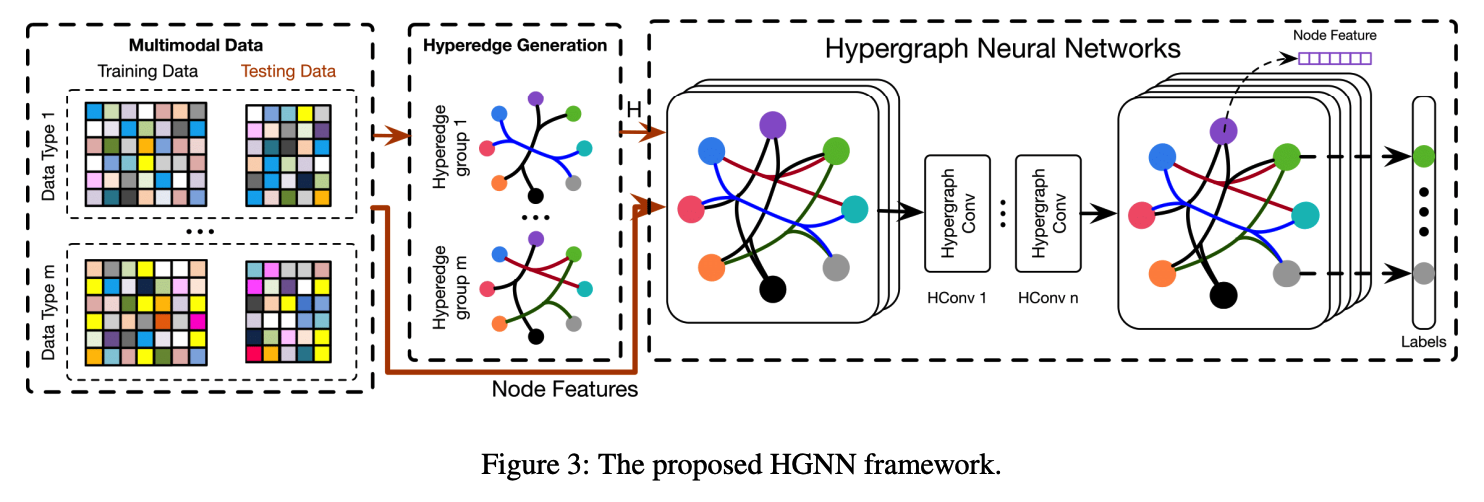 Multimodal Data
Training Data
Testing Data
Data Type 1
...
Data Type m
Hyperedge Generation
Hyperedge
group 1
...
Hyperedge
group m
H
Node Features
Hypergraph Neural Networks
Node Feature
Hypergraph
Conv
HConv 1
Hypergraph
Conv
HConv n
Labels
Figure 3: The proposed HGNN framework.